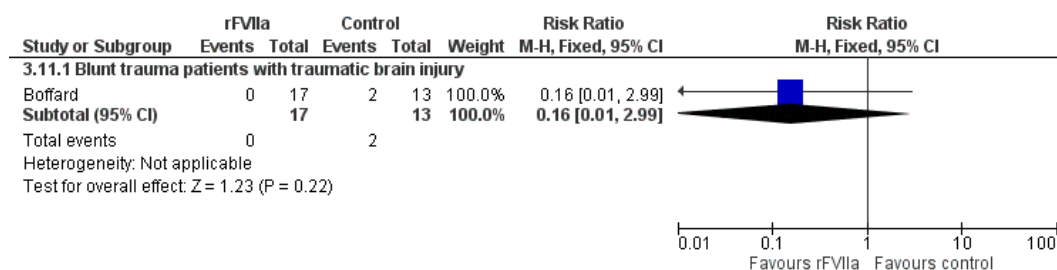 rFVIIa Control Risk Ratio Risk Ratio
Study or Subgroup Events Total Events Total Weight M-H, Fixed, 95% CI M-H, Fixed, 95% CI
3.11.1 Blunt trauma patients with traumatic brain injury
Boffard 0 17 2 13 100.0% 0.16 [0.01, 2.99]
Subtotal (95% CI) 17 13 100.0% 0.16 [0.01, 2.99]
Total events 0 2
Heterogeneity: Not applicable
Test for overall effect: Z = 1.23 (P = 0.22)
0.01 0.1 1 10 100
Favours rFVIIa Favours control